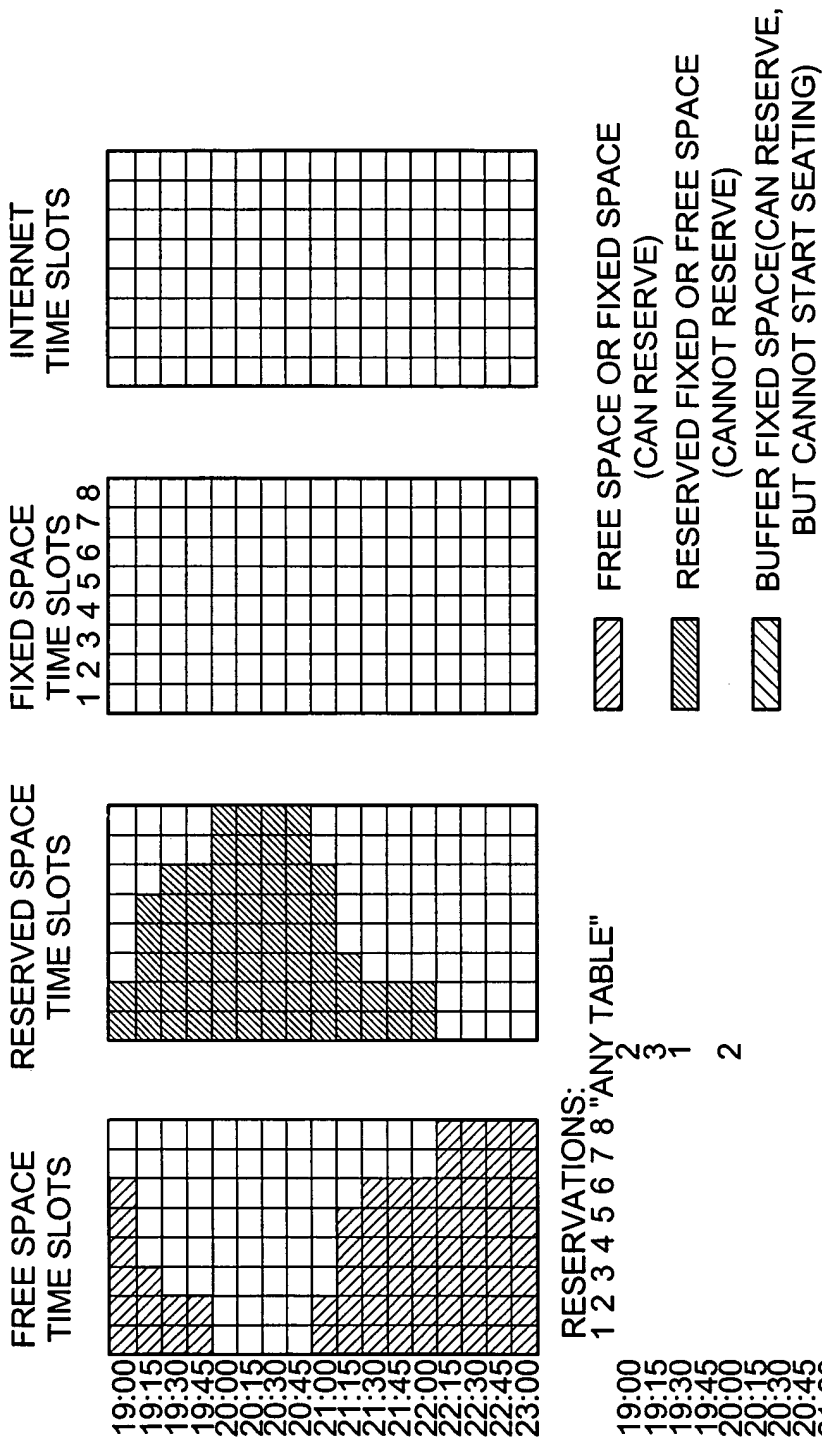 FREE SPACE
TIME SLOTS
RESERVED SPACE
TIME SLOTS
FIXED SPACE
TIME SLOTS
1 2 3 4 5 6 7 8
INTERNET
TIME SLOTS
19:00
19:15
19:30
19:45
20:00
20:15
20:30
20:45
21:00
21:15
21:30
21:45
22:00
22:15
22:30
22:45
23:00
RESERVATIONS:
1 2 3 4 5 6 7 8 "ANY TABLE"
19:00 2
19:15 3
19:30 1
19:45
20:00 2
20:15
20:30
20:45
FREE SPACE OR FIXED SPACE
(CAN RESERVE)
RESERVED FIXED OR FREE SPACE
(CANNOT RESERVE)
BUFFER FIXED SPACE(CAN RESERVE,
BUT CANNOT START SEATING)